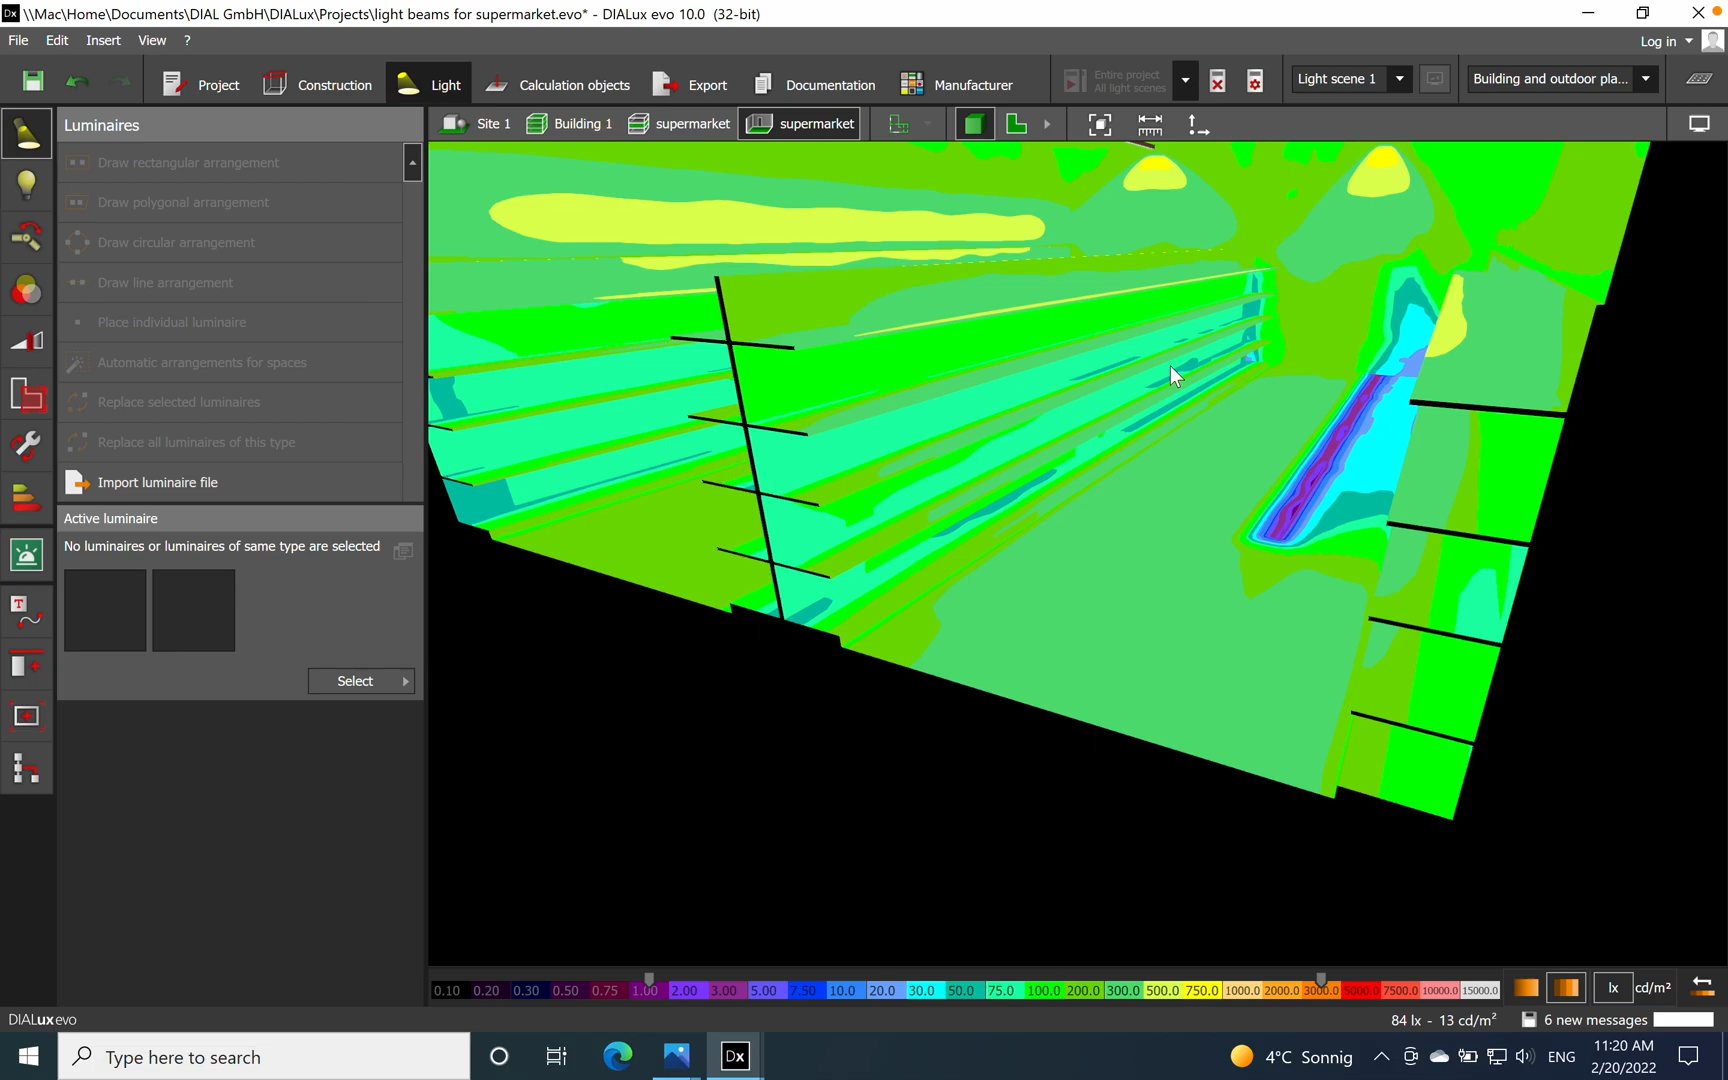 Dx \\Mac\Home\Documents\DIAL GmbH\DIALux\Projects\light beams for supermarket.evo* - DIALux evo 10.0 (32-bit)
File Edit Insert View ? Log in
Project Construction Light Calculation objects Export Documentation Manufacturer Entire project Light scene 1 Building and outdoor pla...
All light scenes
Luminaires Site 1 Building 1 supermarket supermarket
Draw rectangular arrangement
Draw polygonal arrangement
Draw circular arrangement
Draw line arrangement
Place individual luminaire
Automatic arrangements for spaces
Replace selected luminaires
Replace all luminaires of this type
Import luminaire file
Active luminaire
No luminaires or luminaires of same type are selected
Select
T
0.10 0.20 0.30 0.50 0.75 1.00 2.00 3.00 5.00 7.50 10.0 20.0 30.0 50.0 75.0 100.0 200.0 300.0 500.0 750.0 1000.0 2000.0 3000.0 5000.0 7500.0 10000.0 15000.0 lx cd/m²
DIALux evo 84 lx - 13 cd/m² 6 new messages
Type here to search Dx 4°C Sonnig ENG 11:20 AM
2/20/2022